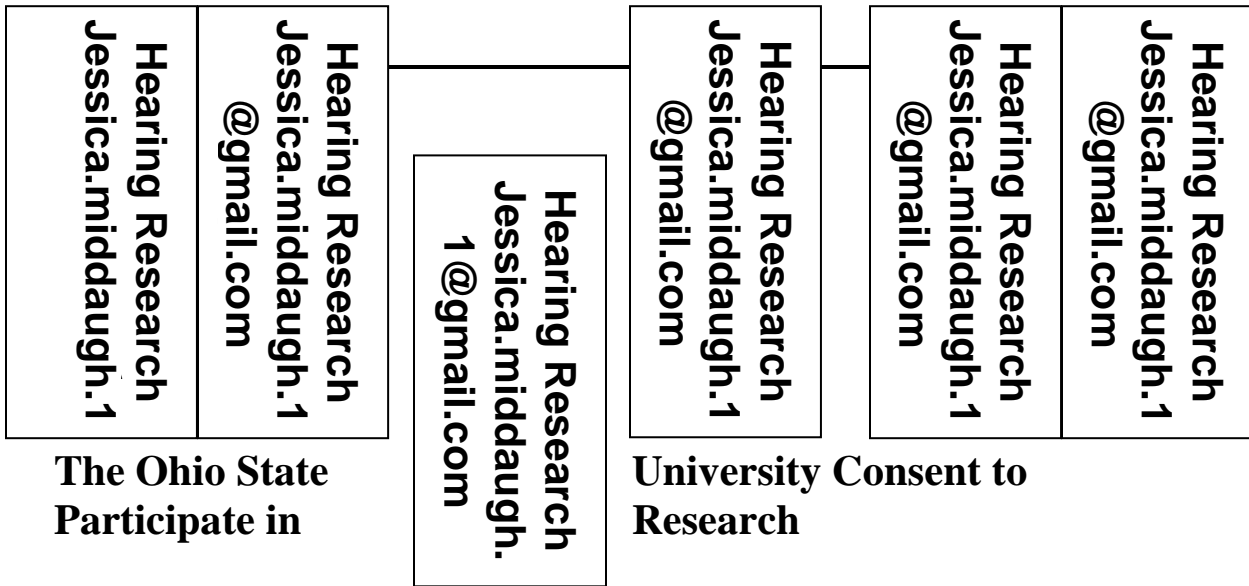 Hearing Research
Jessica.middaugh.1
Hearing Research
Jessica.middaugh.1
@gmail.com
Hearing Research
Jessica.middaugh.
1@gmail.com
Hearing Research
Jessica.middaugh.1
@gmail.com
Hearing Research
Jessica.middaugh.1
@gmail.com
Hearing Research
Jessica.middaugh.1
@gmail.com
The Ohio State University Consent to
Participate in Research